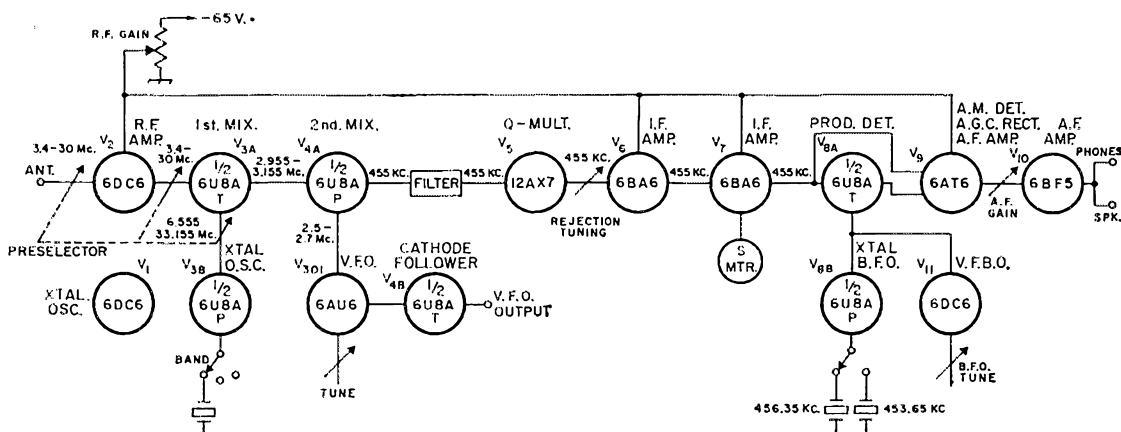 R.F. GAIN
-65 V.
R.F. AMP.
V2
6DC6
3.4-30 Mc.
ANT.
3.4-
30 Mc.
1st. MIX.
V3A
1/2
6U8A
T
2.955-
3.155 Mc.
2nd. MIX.
V4A
1/2
6U8A
P
455 KC.
FILTER
455 KC.
Q-MULT.
V5
12AX7
455 KC.
REJECTION
TUNING
I.F.
AMP.
V6
6BA6
455 KC.
I.F.
AMP.
V7
6BA6
455 KC.
S
MTR.
PROD. DET.
V8A
1/2
6U8A
T
A.M. DET.
A.G.C. RECT.
A.F. AMP.
V9
6AT6
A.F.
GAIN
A.F.
AMP.
V10
6BF5
PHONES
SPK.
PRESELECTOR
6.555
33.155 Mc.
XTAL
OSC.
V1
6DC6
XTAL
O.S.C.
V3B
1/2
6U8A
P
BAND
2.5-
2.7 Mc.
V.F.O.
V301
6AU6
TUNE
CATHODE
FOLLOWER
V4B
1/2
6U8A
T
V.F.O.
OUTPUT
XTAL
B.F.O.
V8B
1/2
6U8A
P
456.35 KC.
453.65 KC
V.F.B.O.
V11
6DC6
B.F.O.
TUNE